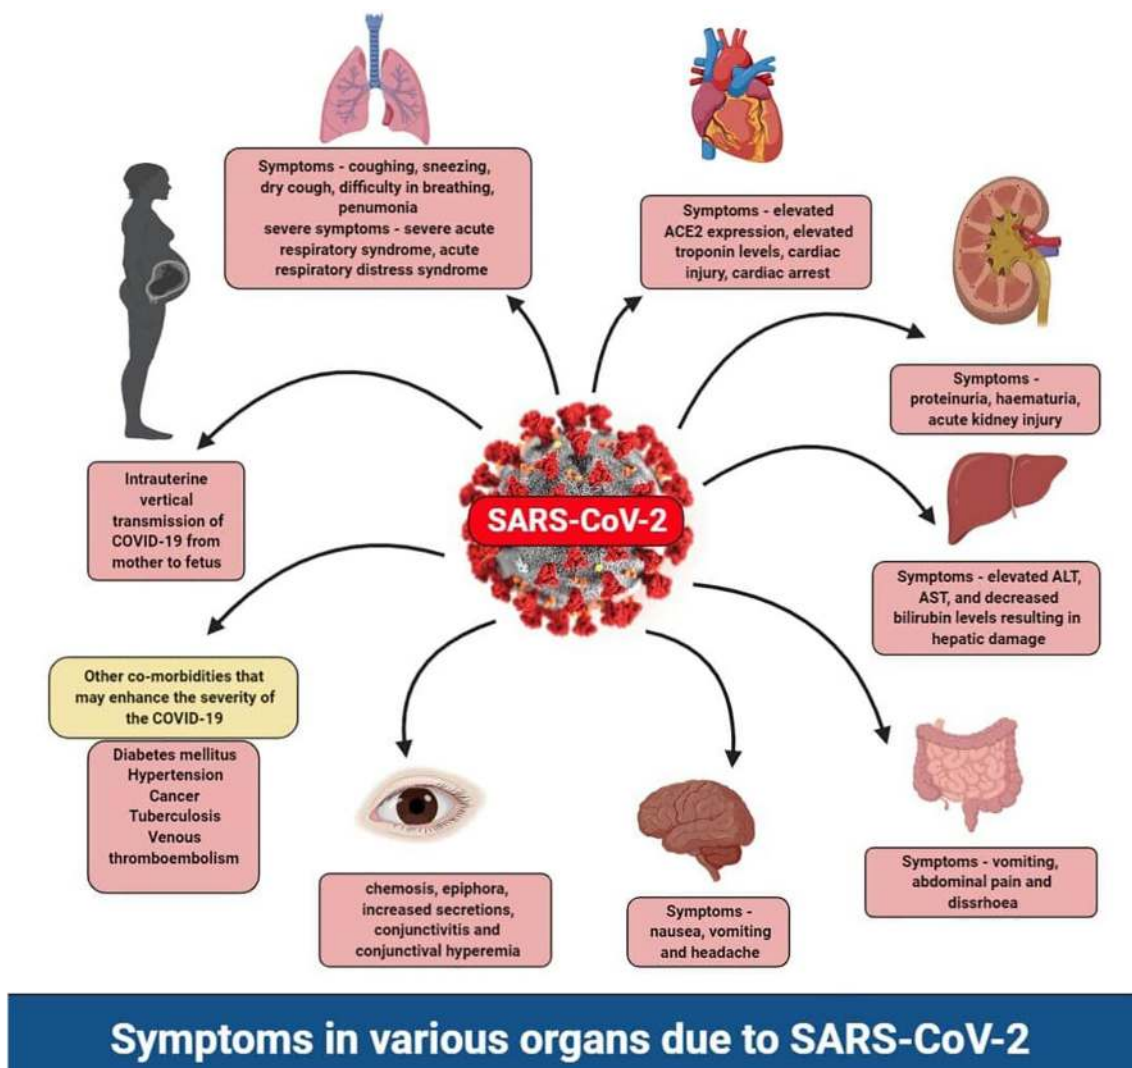 Symptoms - coughing, sneezing,
dry cough, difficulty in breathing,
penumonia
severe symptoms - severe acute
respiratory syndrome, acute
respiratory distress syndrome
Symptoms - elevated
ACE2 expression, elevated
troponin levels, cardiac
injury, cardiac arrest
Symptoms -
proteinuria, haematuria,
acute kidney injury
Intrauterine
vertical
transmission of
COVID-19 from
mother to fetus
SARS-CoV-2
Symptoms - elevated ALT,
AST, and decreased
bilirubin levels resulting in
hepatic damage
Other co-morbidities that
may enhance the severity of
the COVID-19
Diabetes mellitus
Hypertension
Cancer
Tuberculosis
Venous
thromboembolism
chemosis, epiphora,
increased secretions,
conjunctivitis and
conjunctival hyperemia
Symptoms -
nausea, vomiting
and headache
Symptoms - vomiting,
abdominal pain and
dissrhoea
Symptoms in various organs due to SARS-CoV-2